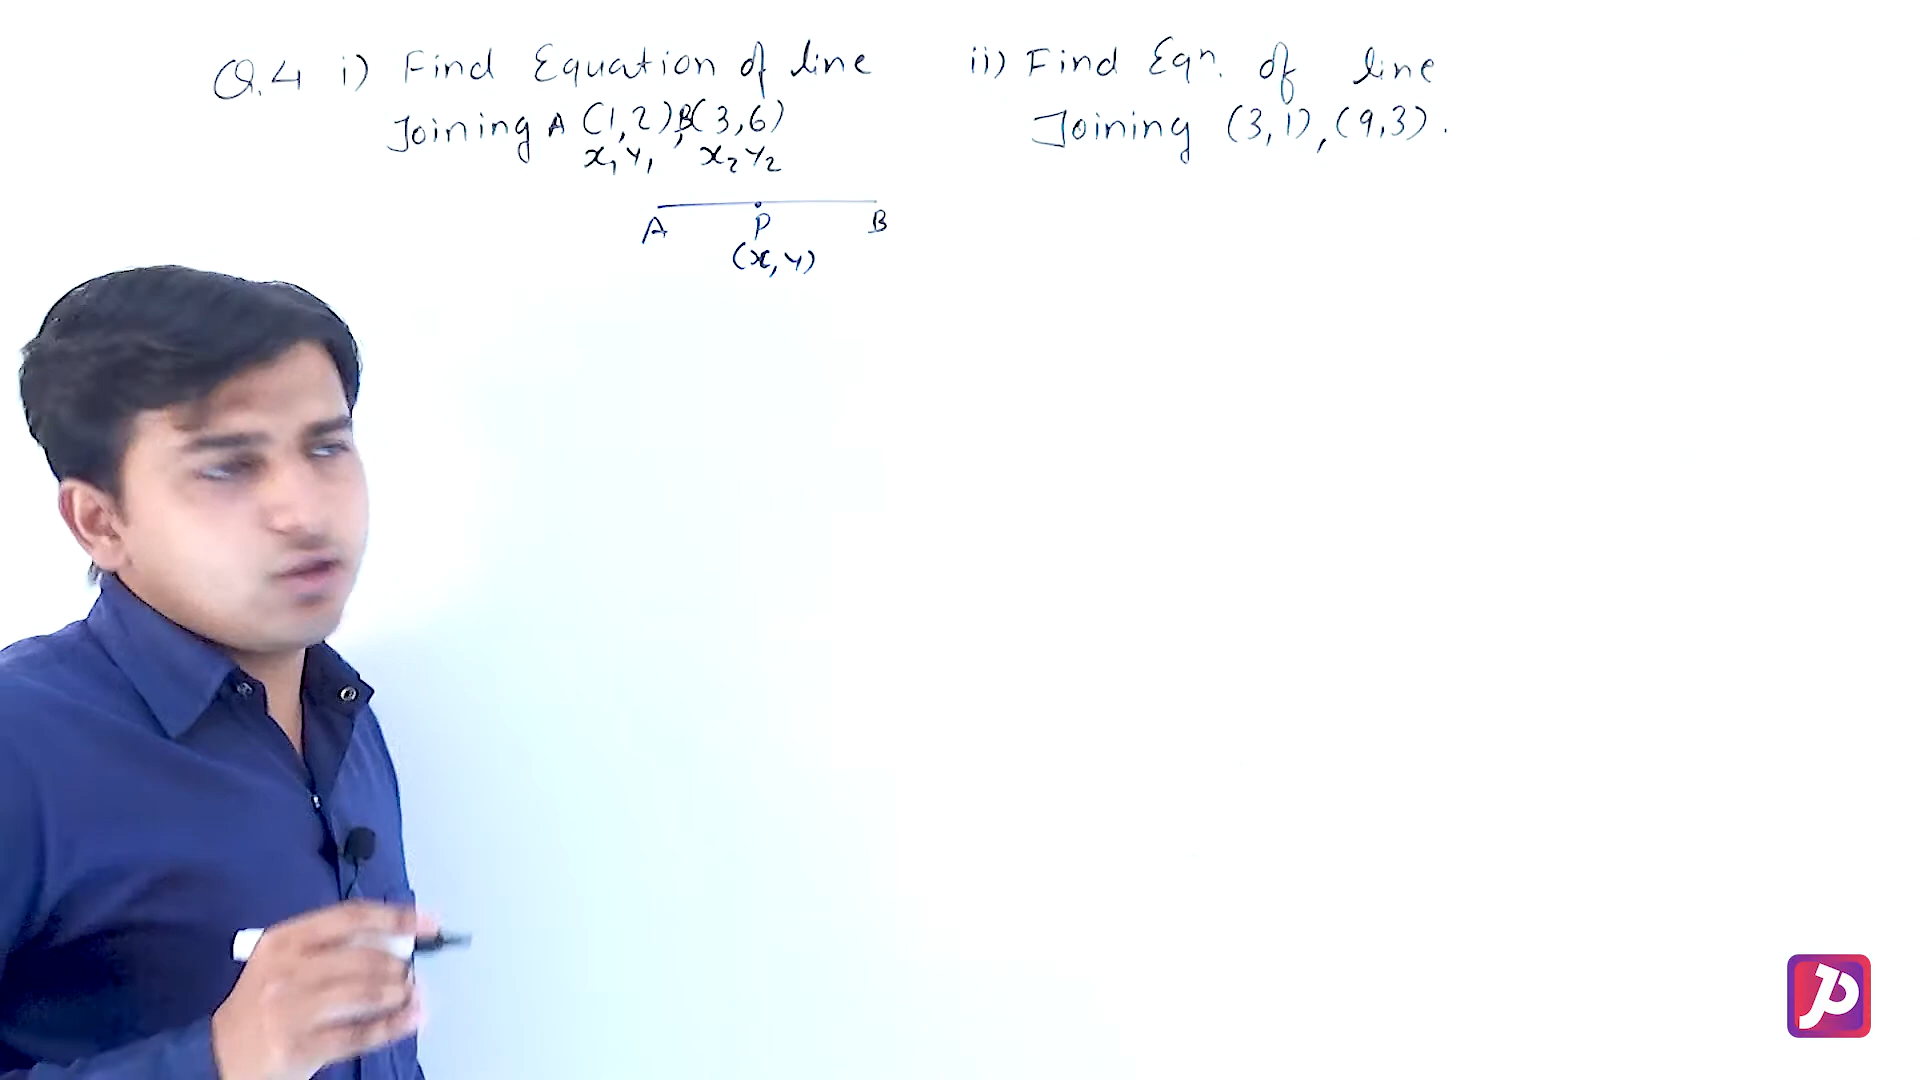 Q.4 i) Find Equation of line
Joining A (1,2), B(3,6)
x₁ y₁ x₂ y₂
A P B
(x, y)
ii) Find Eqn. of line
Joining (3,1), (9,3).